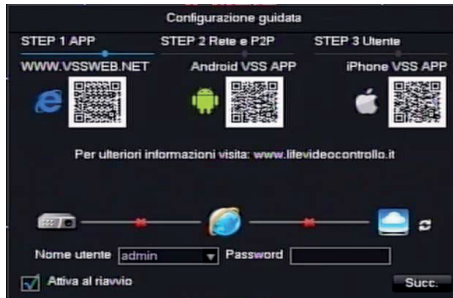 Configurazione guidata
STEP 1 APP STEP 2 Rete e P2P STEP 3 Utente
WWW.VSSWEB.NET Android VSS APP iPhone VSS APP
Per ulteriori informazioni visita: www.lifevideocontrollo.it
Nome utente admin Password
Attiva al riavvio Succ.